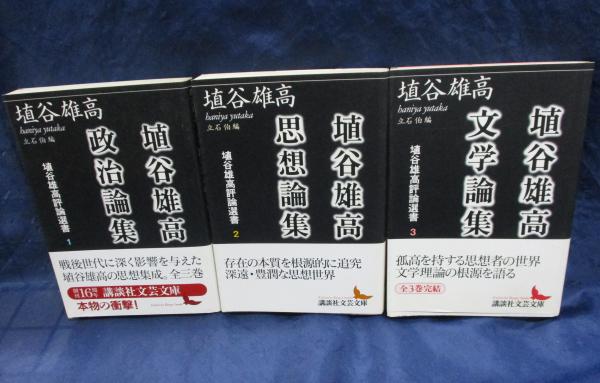 埴谷雄高
haniya yutaka
立石 伯 編
埴谷雄高
政治論集
埴谷雄高評論選書
1
戦後世代に深く影響を与えた
埴谷雄高の思想集成。全三巻
創刊16周年
講談社文芸文庫
本物の衝撃!
埴谷雄高
haniya yutaka
立石 伯 編
埴谷雄高
思想論集
埴谷雄高評論選書
2
存在の本質を根源的に追究
深遠・豊潤な思想世界
講談社文芸文庫
埴谷雄高
haniya yutaka
立石 伯 編
埴谷雄高
文学論集
埴谷雄高評論選書
3
孤高を持する思想者の世界
文学理論の根源を語る
全3巻完結
講談社文芸文庫